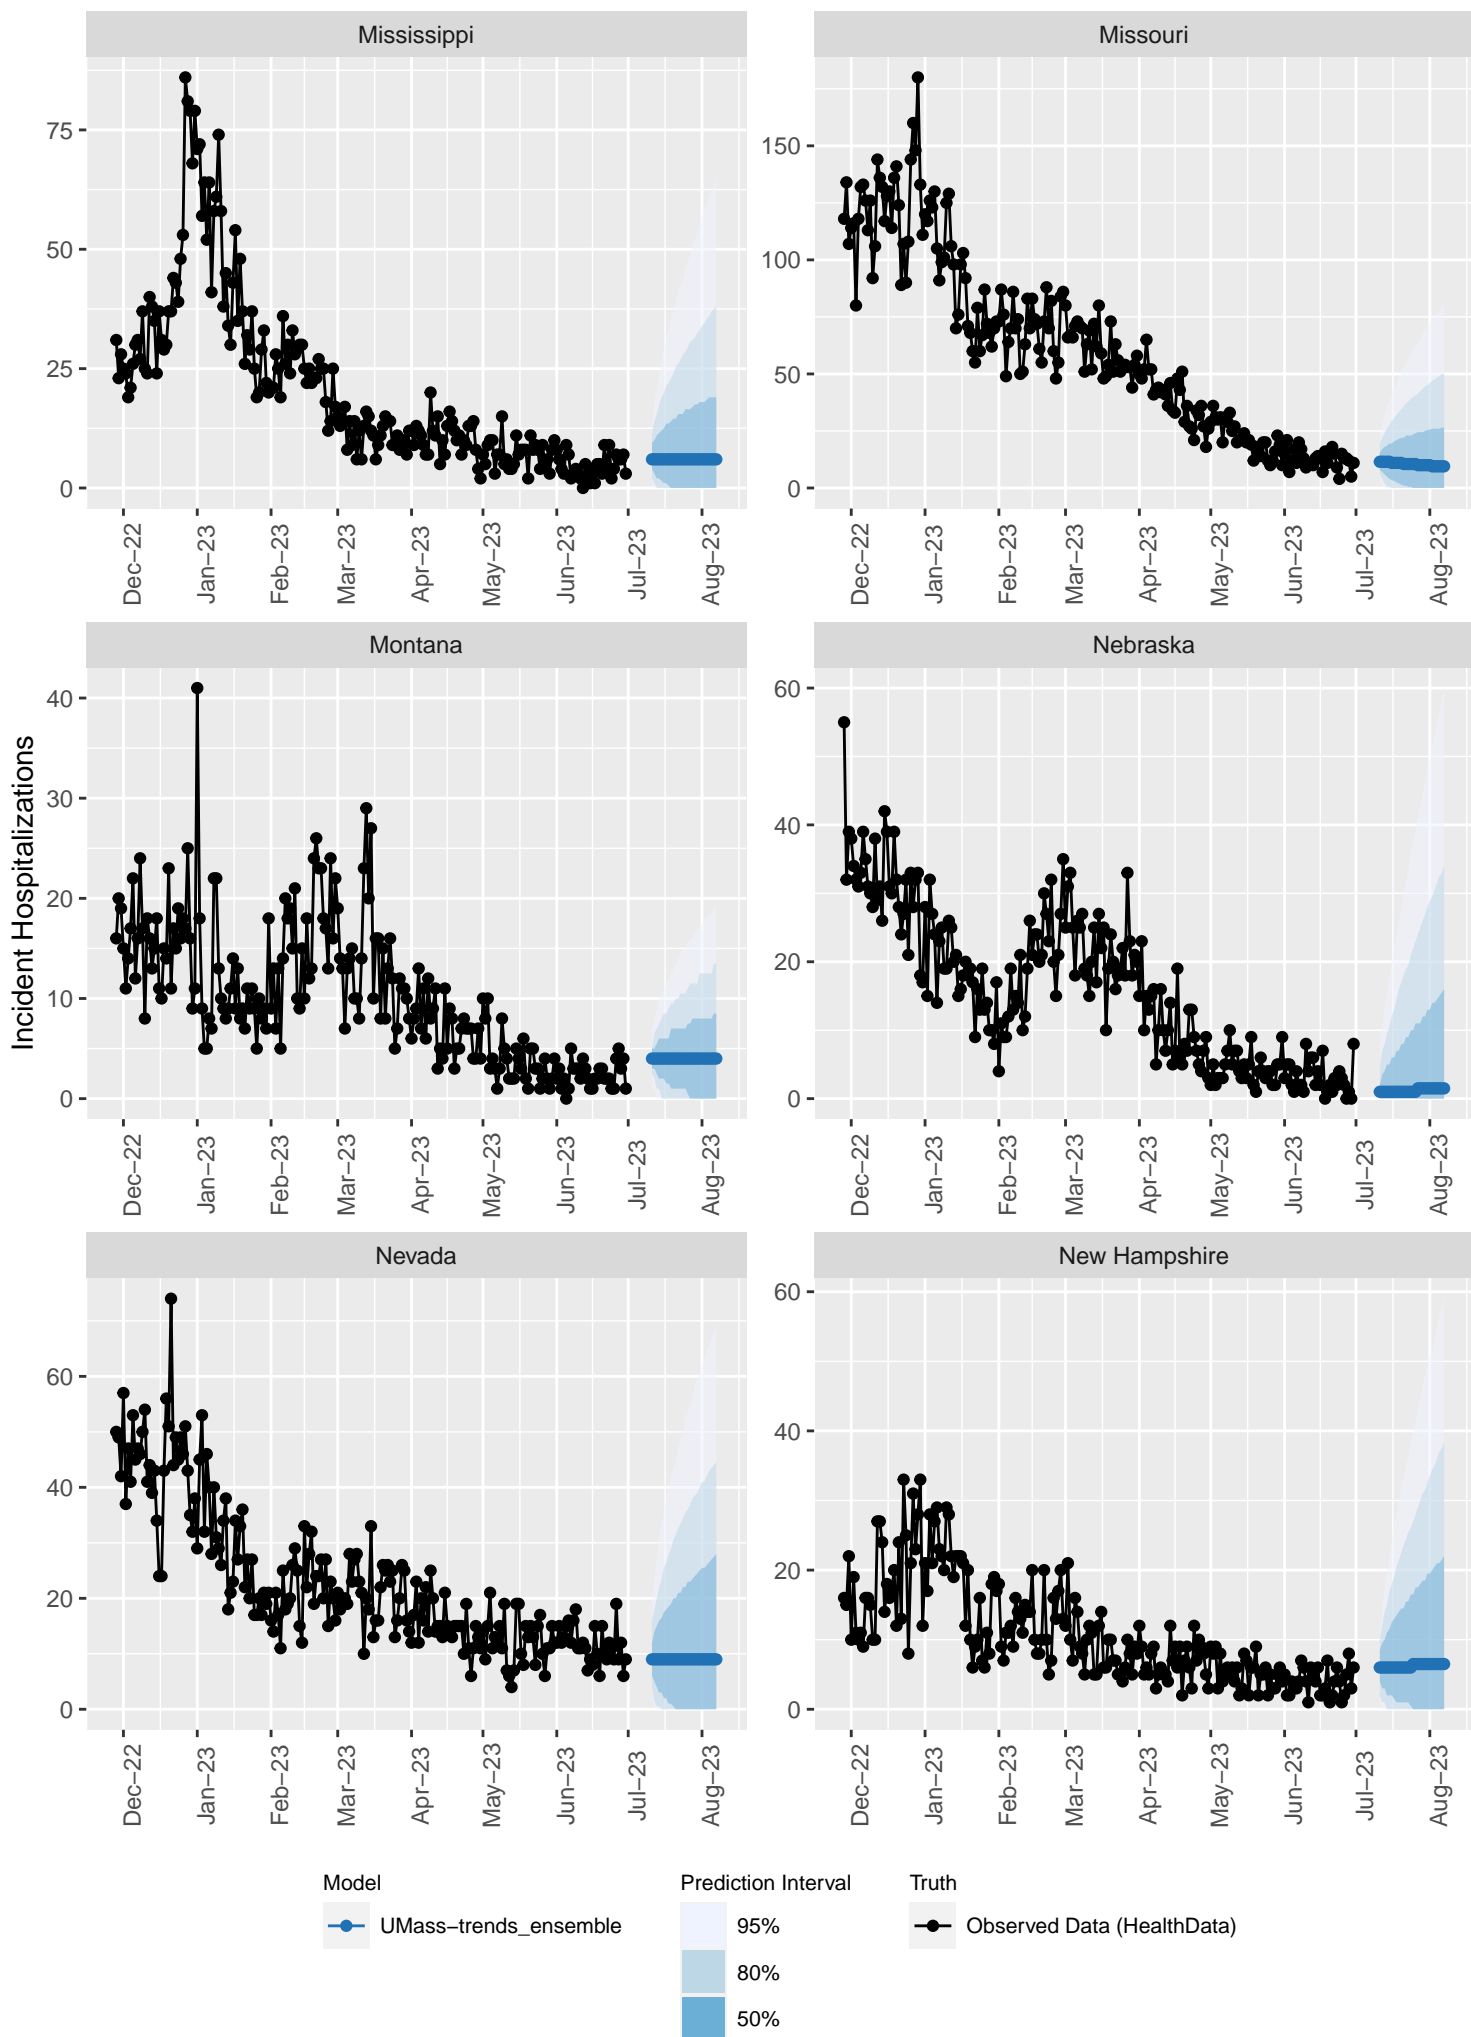 Mississippi
Missouri
75
50
25
0
150
100
50
0
Dec−22
Jan−23
Feb−23
Mar−23
Apr−23
May−23
Jun−23
Jul−23
Aug−23
Dec−22
Jan−23
Feb−23
Mar−23
Apr−23
May−23
Jun−23
Jul−23
Aug−23
Incident Hospitalizations
Montana
Nebraska
40
30
20
10
0
60
40
20
0
Dec−22
Jan−23
Feb−23
Mar−23
Apr−23
May−23
Jun−23
Jul−23
Aug−23
Dec−22
Jan−23
Feb−23
Mar−23
Apr−23
May−23
Jun−23
Jul−23
Aug−23
Nevada
New Hampshire
60
40
20
0
60
40
20
0
Dec−22
Jan−23
Feb−23
Mar−23
Apr−23
May−23
Jun−23
Jul−23
Aug−23
Dec−22
Jan−23
Feb−23
Mar−23
Apr−23
May−23
Jun−23
Jul−23
Aug−23
Model
UMass−trends_ensemble
Prediction Interval
95%
80%
50%
Truth
Observed Data (HealthData)